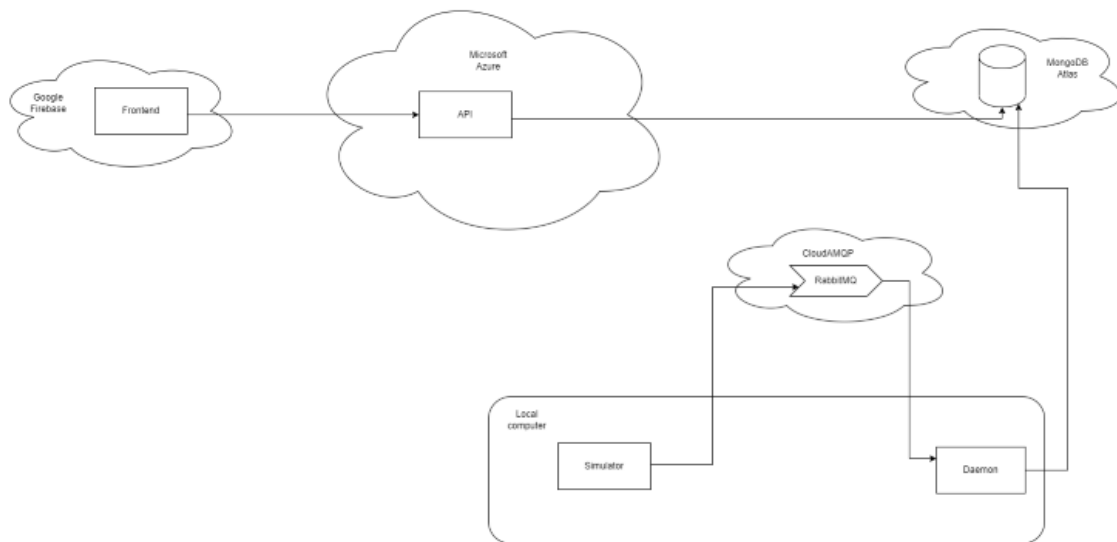 Google
Firebase
Frontend
Microsoft
Azure
API
MongoDB
Atlas
CloudAMQP
RabbitMQ
Local
computer
Simulator
Daemon